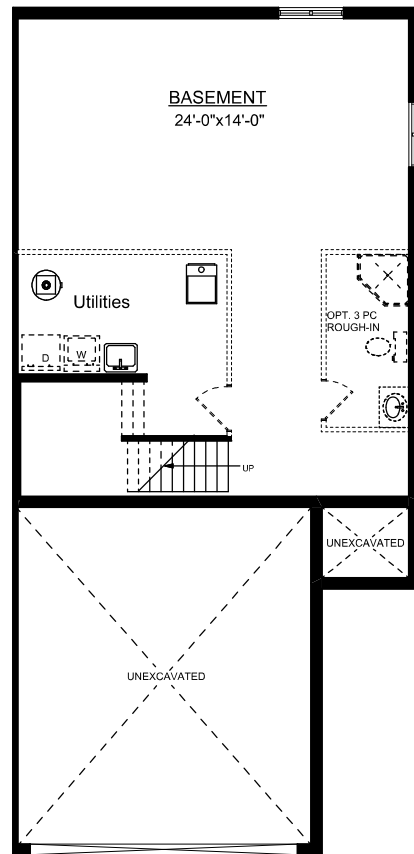 BASEMENT
24'-0"x14'-0"
Utilities
OPT. 3 PC
ROUGH-IN
D
W
UP
UNEXCAVATED
UNEXCAVATED